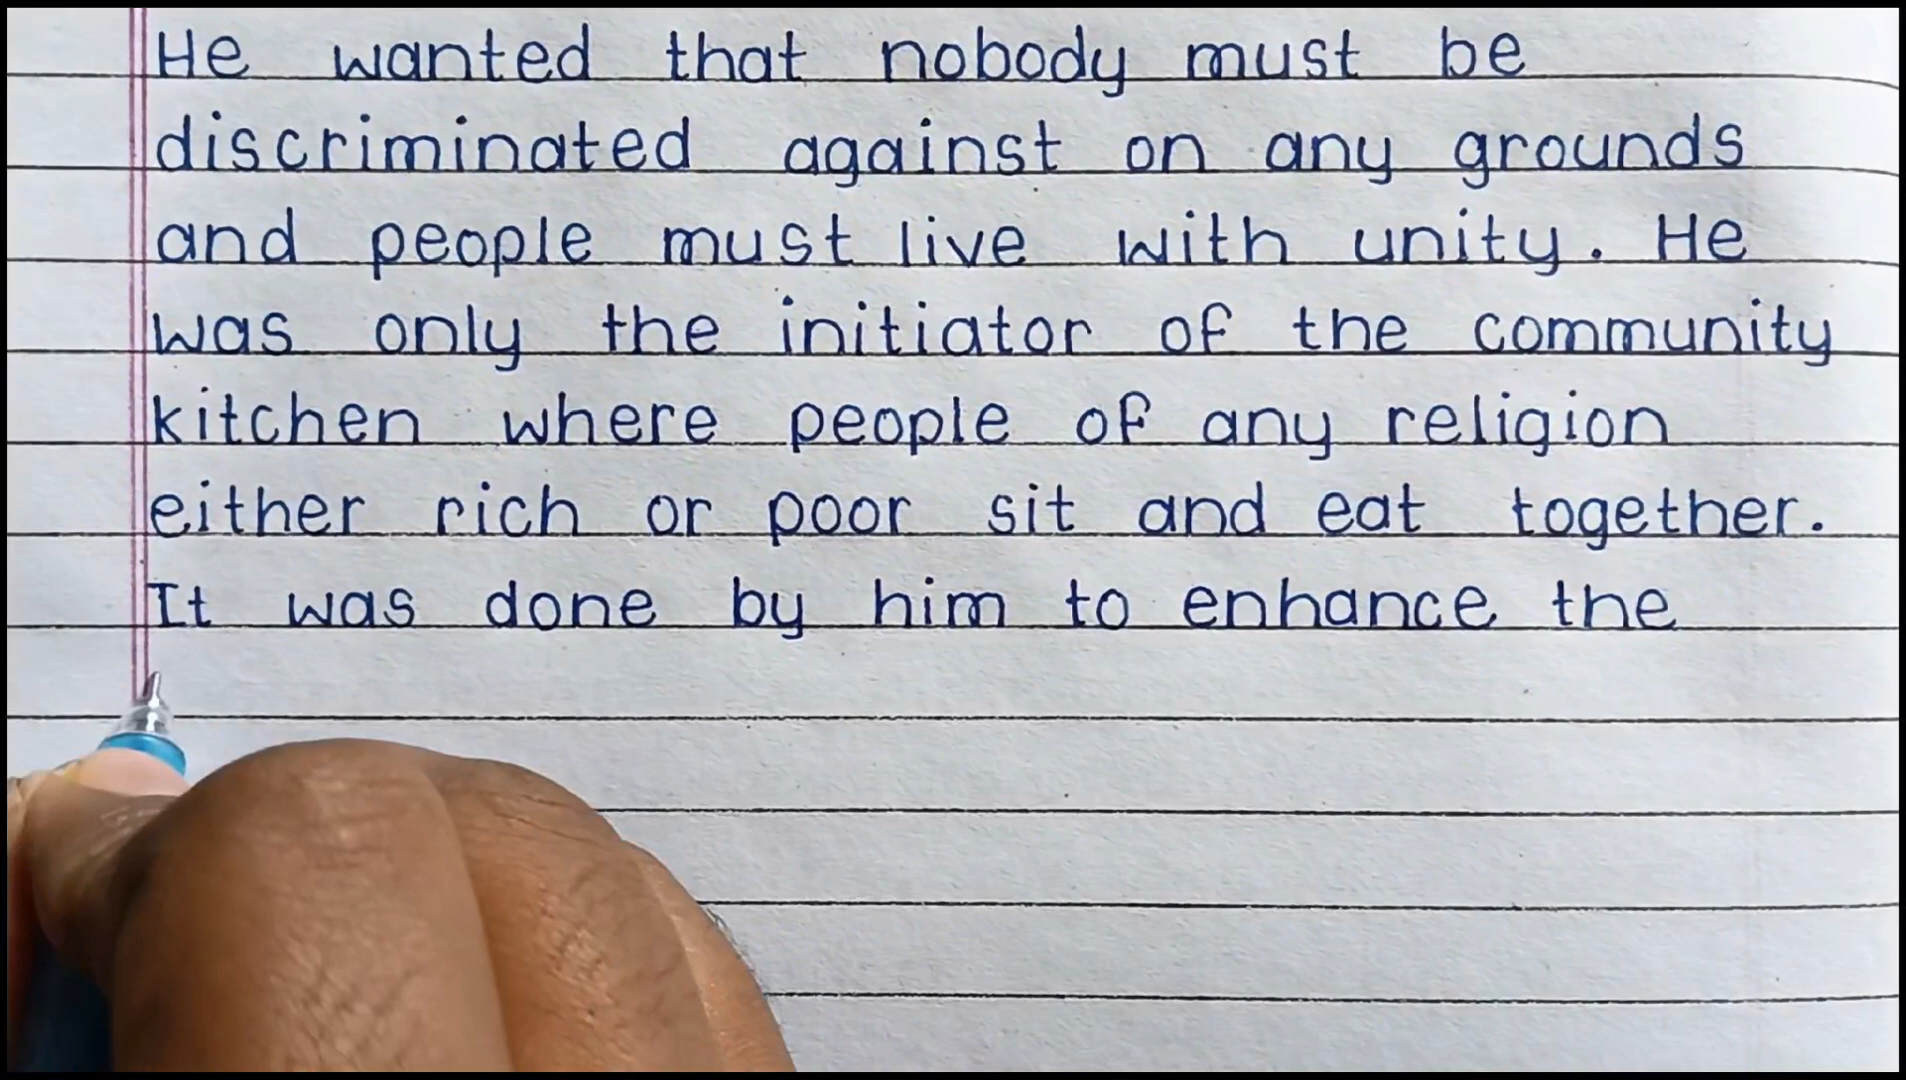 He wanted that nobody must be
discriminated against on any grounds
and people must live with unity. He
was only the initiator of the community
kitchen where people of any religion
either rich or poor sit and eat together.
It was done by him to enhance the